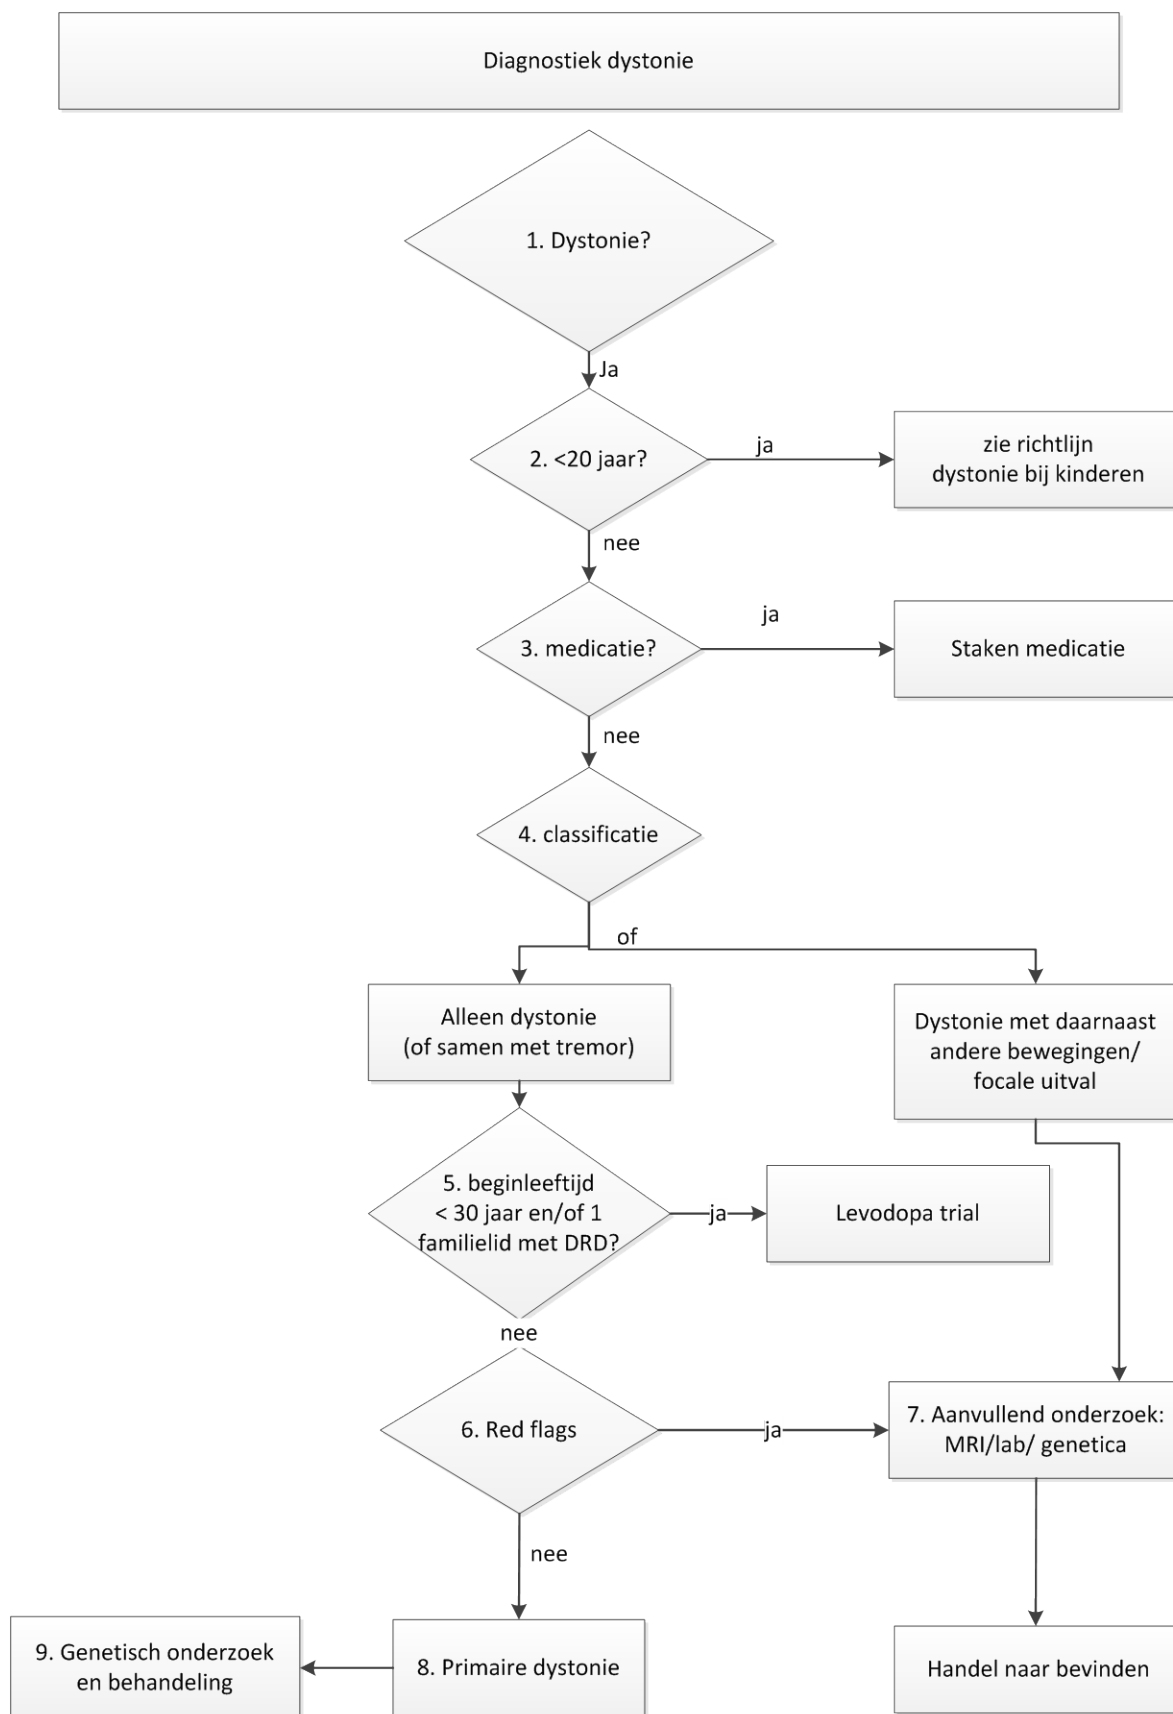 Diagnostiek dystonie
1. Dystonie?
Ja
2. <20 jaar?
ja
zie richtlijn
dystonie bij kinderen
nee
3. medicatie?
ja
Staken medicatie
nee
4. classificatie
of
Alleen dystonie
(of samen met tremor)
Dystonie met daarnaast
andere bewegingen/
focale uitval
5. beginleeftijd
< 30 jaar en/of 1
familielid met DRD?
ja
Levodopa trial
nee
6. Red flags
ja
7. Aanvullend onderzoek:
MRI/lab/ genetica
nee
9. Genetisch onderzoek
en behandeling
8. Primaire dystonie
Handel naar bevinden